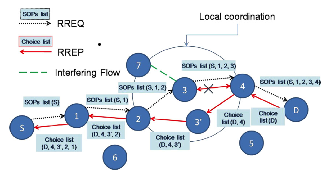 SOPs list
RREQ
Choice list
RREP
Interfering Flow
Local coordination
7
SOPs list (S, 1, 2, 3)
SOPs list (S, 1, 2, 3, 4)
SOPs list (S, 1, 2)
3
4
SOPs list (S)
SOPs list (S, 1)
D
1
2
3'
S
Choice list
(D, 4, 3', 2, 1)
Choice list
(D, 4, 3', 2)
Choice list
(D, 4, 3')
Choice list
(D, 4)
Choice list (D)
6
5